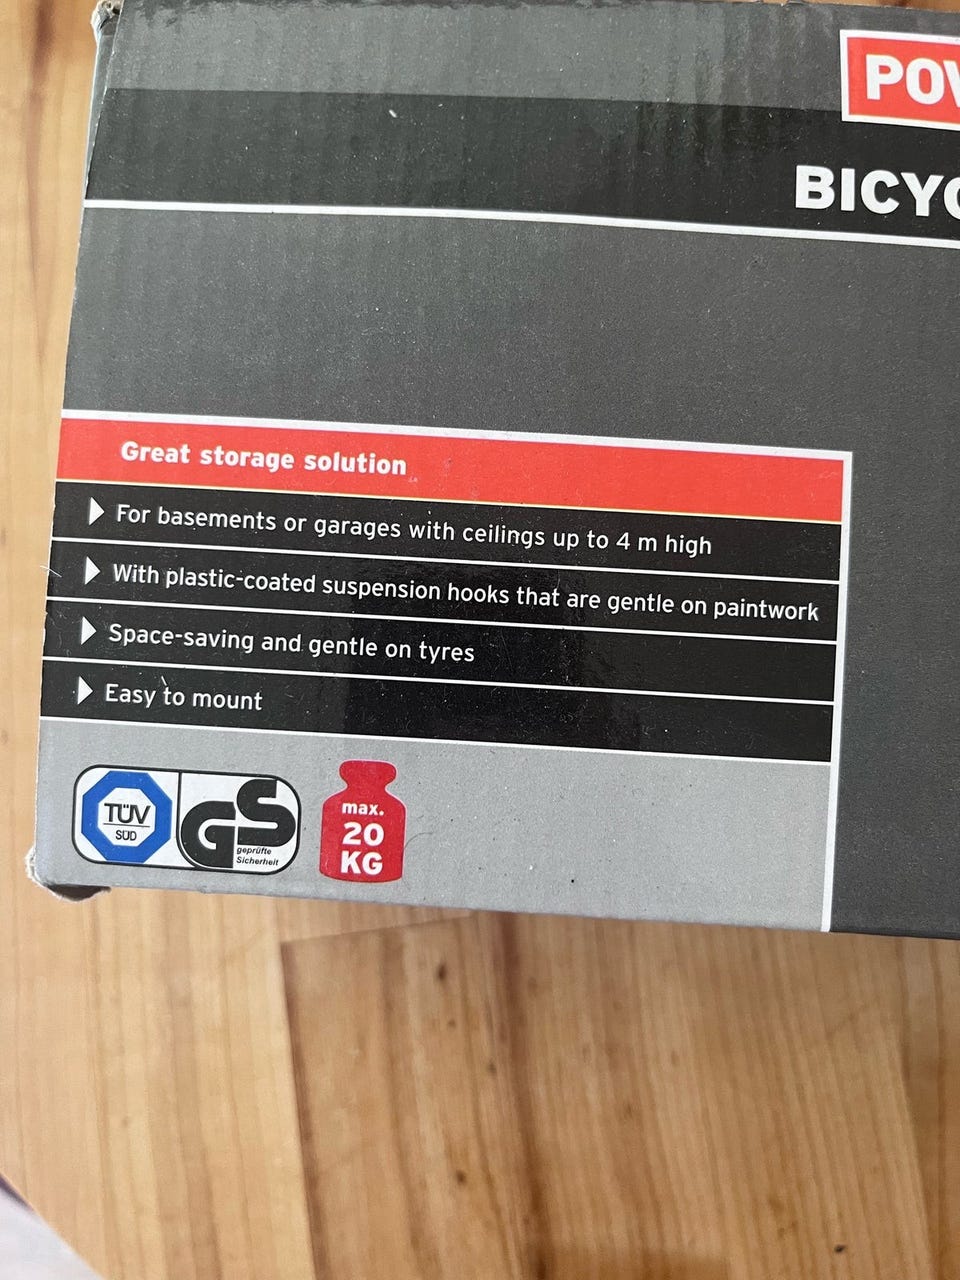 POW
BICYC
Great storage solution
For basements or garages with ceilings up to 4 m high
With plastic-coated suspension hooks that are gentle on paintwork
Space-saving and gentle on tyres
Easy to mount
TÜV
SÜD
GS
geprüfte
Sicherheit
max.
20
KG